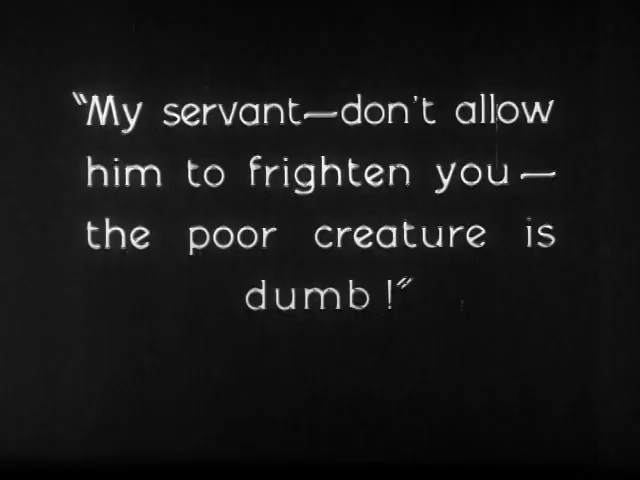 "My servant—don't allow
him to frighten you—
the poor creature is
dumb!"